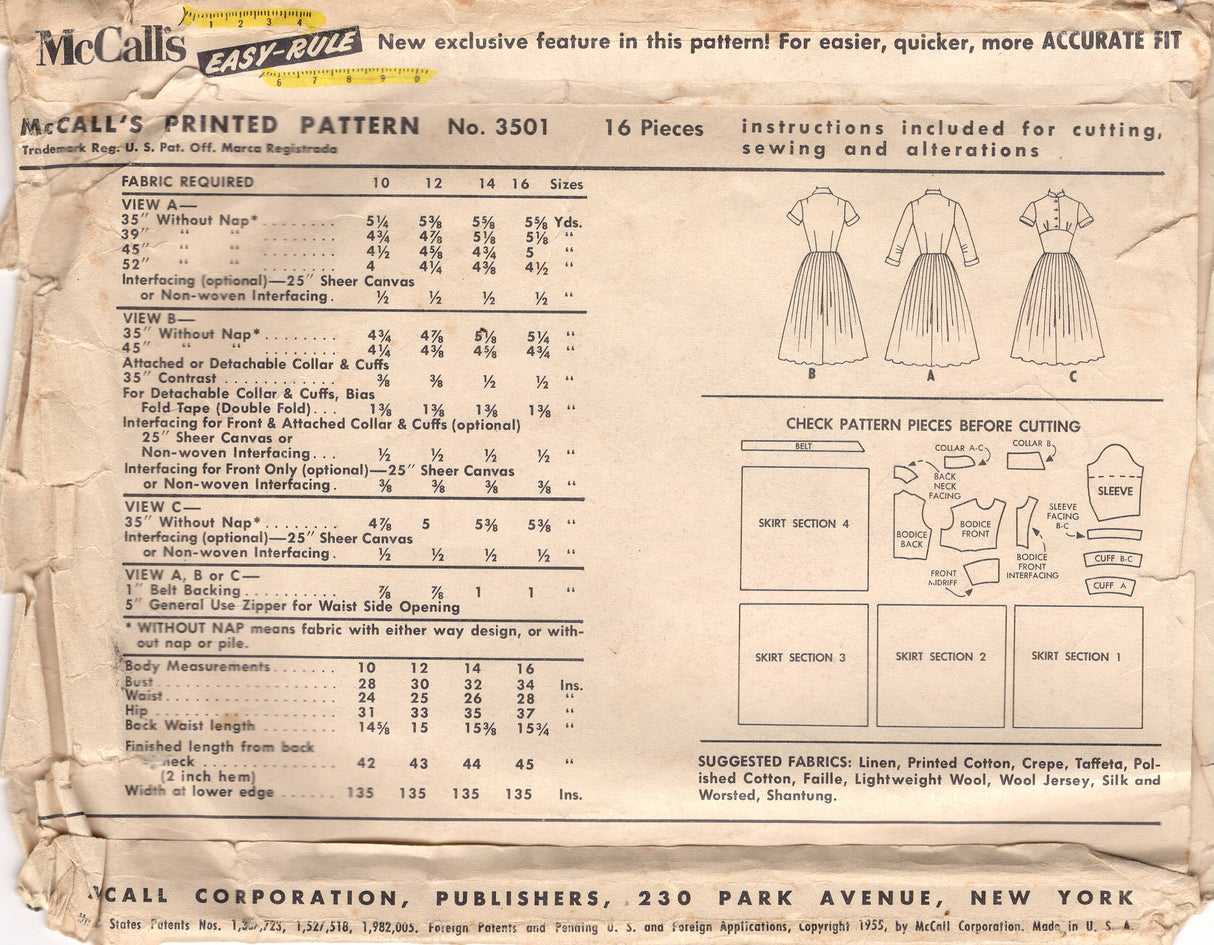 1 2 3 4
McCall's EASY-RULE New exclusive feature in this pattern! For easier, quicker, more ACCURATE FIT
6 7 8 9
McCALL'S PRINTED PATTERN No. 3501 16 Pieces instructions included for cutting,
Trademark Reg. U. S. Pat. Off. Marca Registrada sewing and alterations
FABRIC REQUIRED 10 12 14 16 Sizes
VIEW A—
35″ Without Nap* . . . . . . . . 5¼ 5⅜ 5⅝ 5⅝ Yds.
39″ “ “ . . . . . . . . 4¾ 4⅞ 5⅛ 5⅛ “
45″ “ “ . . . . . . . . 4½ 4⅝ 4¾ 5 “
52″ “ “ . . . . . . . . 4 4¼ 4⅜ 4½ “
Interfacing (optional)—25″ Sheer Canvas
or Non-woven Interfacing. ½ ½ ½ ½ “
VIEW B—
35″ Without Nap* . . . . . . . . 4¾ 4⅞ 5⅛ 5¼ “
45″ “ “ . . . . . . . . 4¼ 4⅜ 4⅝ 4¾ “
Attached or Detachable Collar & Cuffs
35″ Contrast . . . . . . . . . . . . ⅜ ⅜ ½ ½ “
For Detachable Collar & Cuffs, Bias
Fold Tape (Double Fold). . . 1⅜ 1⅜ 1⅜ 1⅜ “
Interfacing for Front & Attached Collar & Cuffs (optional)
25″ Sheer Canvas or
Non-woven Interfacing. . . ½ ½ ½ ½ “
Interfacing for Front Only (optional)—25″ Sheer Canvas
or Non-woven Interfacing. ⅜ ⅜ ⅜ ⅜ “
VIEW C—
35″ Without Nap* . . . . . . . . 4⅞ 5 5⅜ 5⅜ “
Interfacing (optional)—25″ Sheer Canvas
or Non-woven Interfacing. ½ ½ ½ ½ “
VIEW A, B or C—
1″ Belt Backing . . . . . . . . . . ⅞ ⅞ 1 1 “
5″ General Use Zipper for Waist Side Opening
* WITHOUT NAP means fabric with either way design, or with-
out nap or pile.
Body Measurements . . . . . . . 10 12 14 16
Bust . . . . . . . . . . . . . . . . . . . 28 30 32 34 Ins.
Waist . . . . . . . . . . . . . . . . . . 24 25 26 28 “
Hip . . . . . . . . . . . . . . . . . . . . 31 33 35 37 “
Back Waist length . . . . . . . . . 14⅝ 15 15⅜ 15¾ “
Finished length from back
neck . . . . . . . . . . . . . . . 42 43 44 45 “
(2 inch hem)
Width at lower edge . . . . . . 135 135 135 135 Ins.
B A C
CHECK PATTERN PIECES BEFORE CUTTING
BELT
COLLAR A-C
COLLAR B
BACK
NECK
FACING
SLEEVE
SLEEVE
FACING
B-C
SKIRT SECTION 4
BODICE
BACK
BODICE
FRONT
BODICE
FRONT
INTERFACING
CUFF B-C
FRONT
MIDRIFF
CUFF A
SKIRT SECTION 3
SKIRT SECTION 2
SKIRT SECTION 1
SUGGESTED FABRICS: Linen, Printed Cotton, Crepe, Taffeta, Pol-
ished Cotton, Faille, Lightweight Wool, Wool Jersey, Silk and
Worsted, Shantung.
CALL CORPORATION, PUBLISHERS, 230 PARK AVENUE, NEW YORK
States Patents Nos. 1,527,518, 1,982,005. Foreign Patents and Pending U. S. and Foreign Applications, Copyright 1955, by McCall Corporation. Made in U. S. A.